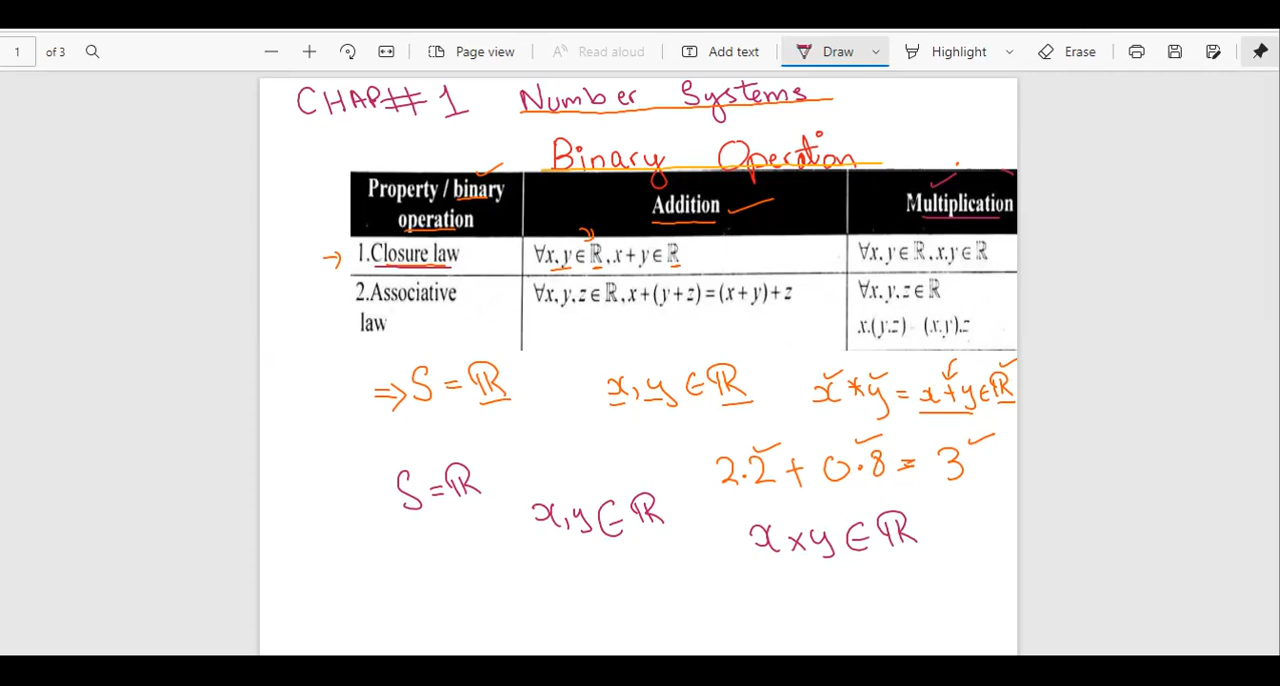 1 of 3 Page view Read aloud Add text Draw Highlight Erase
CHAP# 1 Number Systems
Binary Operation
Property / binary operation Addition Multiplication
1.Closure law ∀x, y ∈ ℝ, x + y ∈ ℝ ∀x, y ∈ ℝ, x.y ∈ ℝ
2.Associative ∀x, y, z ∈ ℝ, x + (y + z) = (x + y) + z ∀x, y, z ∈ ℝ
law x.(y.z) (x.y).z
⇒ S = ℝ x, y ∈ ℝ x * y = x + y ∈ ℝ
2.2 + 0.8 = 3
S = ℝ x, y ∈ ℝ x × y ∈ ℝ